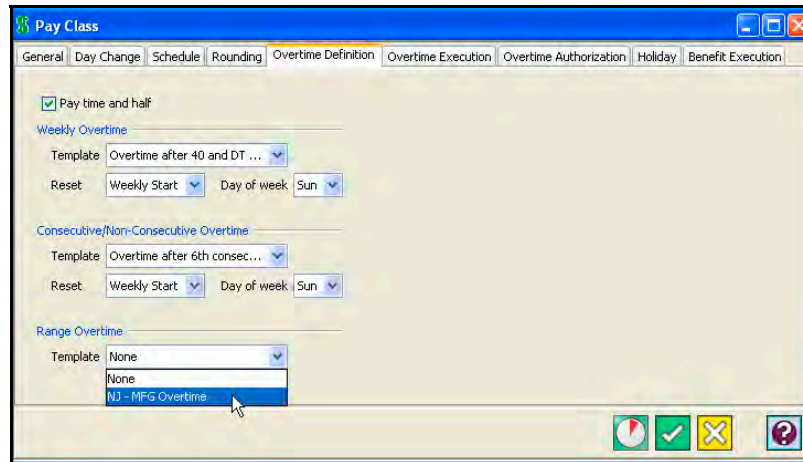 Pay Class
General Day Change Schedule Rounding Overtime Definition Overtime Execution Overtime Authorization Holiday Benefit Execution
Pay time and half
Weekly Overtime
Template Overtime after 40 and DT ...
Reset Weekly Start Day of week Sun
Consecutive/Non-Consecutive Overtime
Template Overtime after 6th consec...
Reset Weekly Start Day of week Sun
Range Overtime
Template None
None
NJ - MFG Overtime